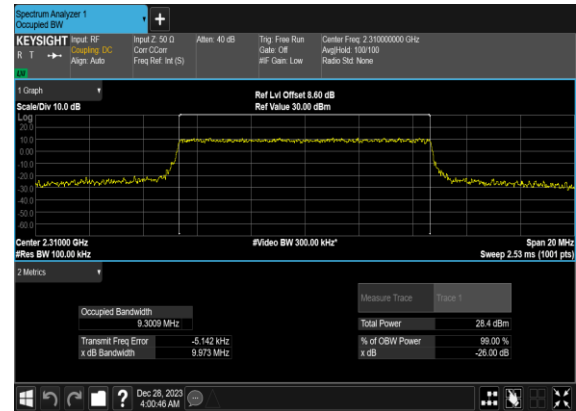 Spectrum Analyzer 1
Occupied BW
+
KEYSIGHT Input: RF Input Z: 50 Ω Atten: 40 dB Trig: Free Run Center Freq: 2.310000000 GHz
R T Coupling: DC Corr CCorr Gate: Off Avg|Hold: 100/100
Align: Auto Freq Ref: Int (S) #IF Gain: Low Radio Std: None
LXI
1 Graph Ref Lvl Offset 8.60 dB
Scale/Div 10.0 dB Ref Value 30.00 dBm
Log
20.0
10.0
0.00
-10.0
-20.0
-30.0
-40.0
-50.0
-60.0
Center 2.31000 GHz #Video BW 300.00 kHz* Span 20 MHz
#Res BW 100.00 kHz Sweep 2.53 ms (1001 pts)
2 Metrics
Measure Trace Trace 1
Occupied Bandwidth
9.3009 MHz Total Power 28.4 dBm
Transmit Freq Error -5.142 kHz % of OBW Power 99.00 %
x dB Bandwidth 9.973 MHz x dB -26.00 dB
? Dec 28, 2023
4:00:46 AM